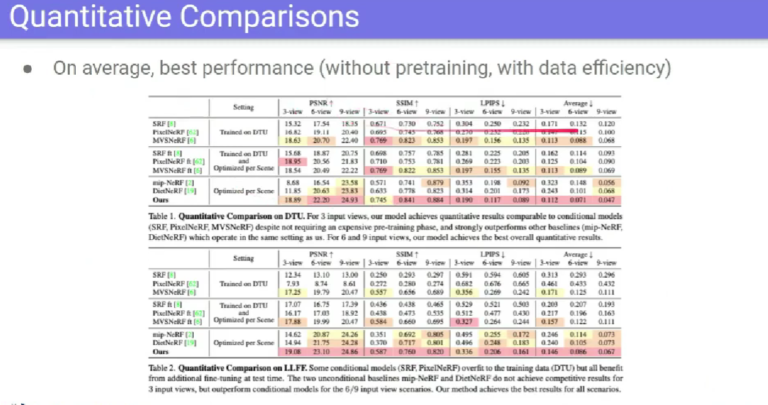 Quantitative Comparisons
● On average, best performance (without pretraining, with data efficiency)
Setting PSNR ↑ SSIM ↑ LPIPS ↓ Average ↓
3-view 6-view 9-view 3-view 6-view 9-view 3-view 6-view 9-view 3-view 6-view 9-view
SRF [8] 15.32 17.54 18.35 0.671 0.730 0.752 0.304 0.250 0.232 0.171 0.132 0.120
PixelNeRF [62] Trained on DTU 16.82 19.11 20.40 0.695 0.745 0.768 0.270 0.232 0.115 0.100
MVSNeRF [6] 18.63 20.70 22.40 0.769 0.823 0.853 0.197 0.156 0.135 0.113 0.088 0.068
SRF ft [8] Trained on DTU 15.68 18.87 20.75 0.698 0.757 0.785 0.281 0.225 0.205 0.162 0.114 0.093
PixelNeRF ft [62] and 18.95 20.56 21.83 0.710 0.753 0.781 0.269 0.223 0.203 0.125 0.104 0.090
MVSNeRF ft [6] Optimized per Scene 18.54 20.49 22.22 0.769 0.822 0.853 0.197 0.155 0.135 0.113 0.089 0.069
mip-NeRF [2] 8.68 16.54 23.58 0.571 0.741 0.879 0.353 0.198 0.092 0.323 0.148 0.056
DietNeRF [19] Optimized per Scene 11.85 20.63 23.83 0.633 0.778 0.823 0.314 0.201 0.173 0.243 0.101 0.068
Ours 18.89 22.20 24.93 0.745 0.841 0.884 0.190 0.117 0.089 0.112 0.071 0.047
Table 1. Quantitative Comparison on DTU. For 3 input views, our model achieves quantitative results comparable to conditional models
(SRF, PixelNeRF, MVSNeRF) despite not requiring an expensive pre-training phase, and strongly outperforms other baselines (mip-NeRF,
DietNeRF) which operate in the same setting as us. For 6 and 9 input views, our model achieves the best overall quantitative results.
Setting PSNR ↑ SSIM ↑ LPIPS ↓ Average ↓
3-view 6-view 9-view 3-view 6-view 9-view 3-view 6-view 9-view 3-view 6-view 9-view
SRF [8] 12.34 13.10 13.00 0.250 0.293 0.297 0.591 0.594 0.605 0.313 0.293 0.296
PixelNeRF [62] Trained on DTU 7.93 8.74 8.61 0.272 0.280 0.274 0.682 0.676 0.665 0.461 0.433 0.432
MVSNeRF [6] 17.25 19.79 20.47 0.557 0.656 0.689 0.356 0.269 0.242 0.171 0.125 0.111
SRF ft [8] Trained on DTU 17.07 16.75 17.39 0.436 0.438 0.465 0.529 0.521 0.503 0.203 0.207 0.193
PixelNeRF ft [62] and 16.17 17.03 18.92 0.438 0.473 0.535 0.512 0.477 0.430 0.217 0.196 0.163
MVSNeRF ft [6] Optimized per Scene 17.88 19.99 20.47 0.584 0.660 0.695 0.327 0.264 0.244 0.157 0.122 0.111
mip-NeRF [2] 14.62 20.87 24.26 0.351 0.692 0.805 0.495 0.255 0.172 0.246 0.114 0.073
DietNeRF [19] Optimized per Scene 14.94 21.75 24.28 0.370 0.717 0.801 0.496 0.248 0.183 0.240 0.105 0.073
Ours 19.08 23.10 24.86 0.587 0.760 0.820 0.336 0.206 0.161 0.146 0.086 0.067
Table 2. Quantitative Comparison on LLFF. Some conditional models (SRF, PixelNeRF) overfit to the training data (DTU) but all benefit
from additional fine-tuning at test time. The two unconditional baselines mip-NeRF and DietNeRF do not achieve competitive results for
3 input views, but outperform conditional models for the 6/9 input view scenarios. Our method achieves the best results for all scenarios.